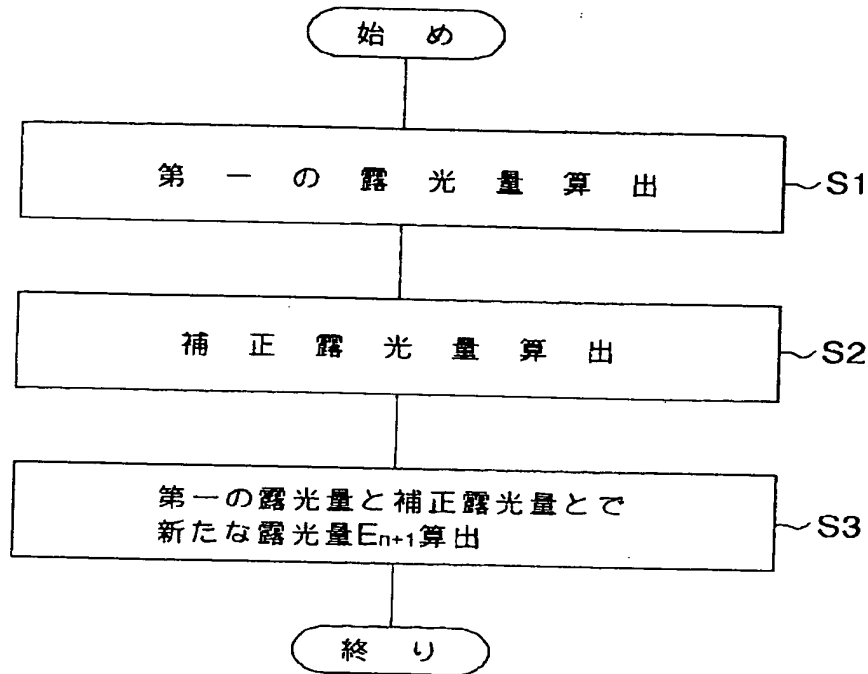 始め
第一の露光量算出
S1
補正露光量算出
S2
第一の露光量と補正露光量とで
新たな露光量En+1算出
S3
終り